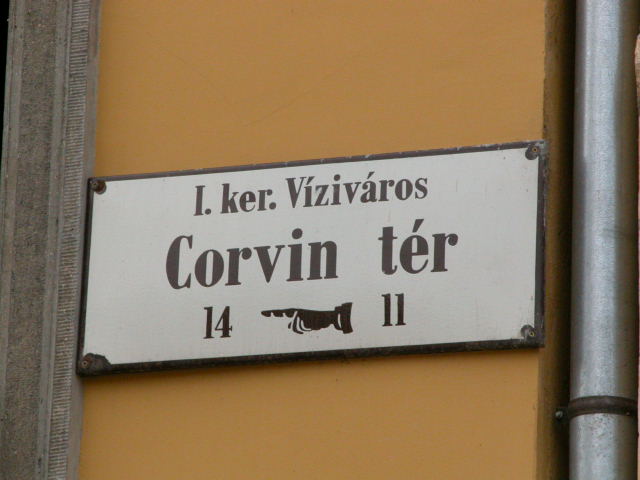 I. ker. Víziváros
Corvin tér
14 11